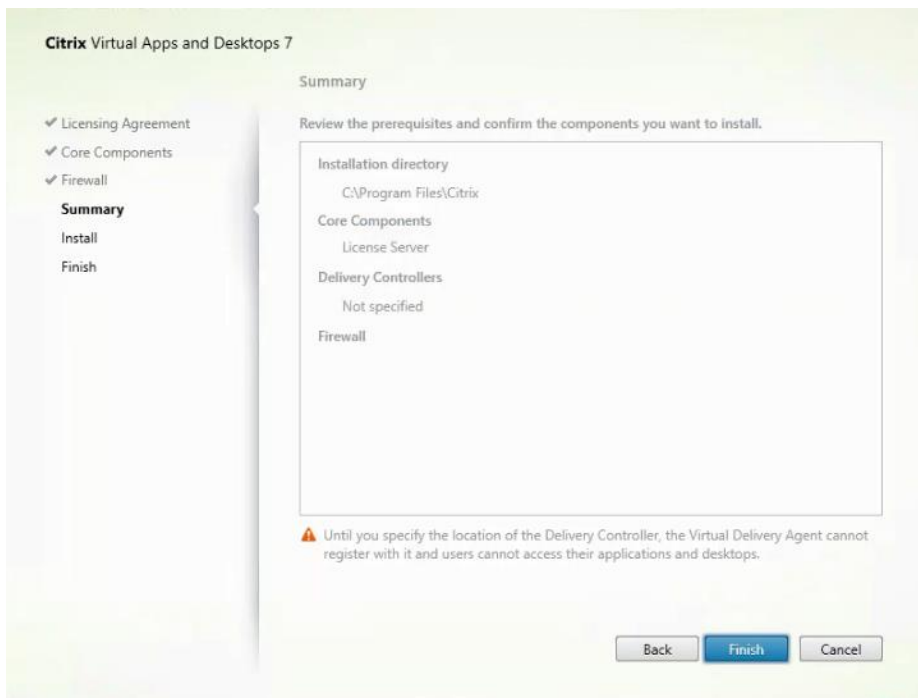 Citrix Virtual Apps and Desktops 7
Summary
Licensing Agreement
Core Components
Firewall
Summary
Install
Finish
Review the prerequisites and confirm the components you want to install.
Installation directory
C:\Program Files\Citrix
Core Components
License Server
Delivery Controllers
Not specified
Firewall
Until you specify the location of the Delivery Controller, the Virtual Delivery Agent cannot
register with it and users cannot access their applications and desktops.
Back
Finish
Cancel